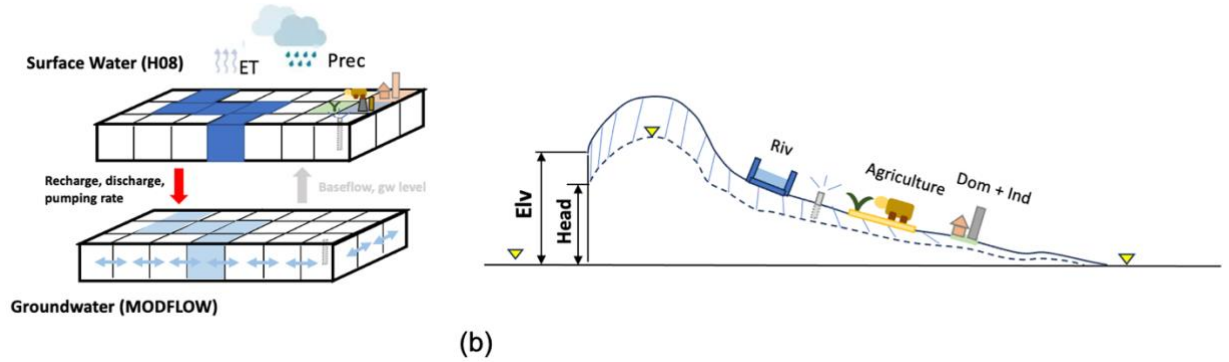 Surface Water (H08)
ET
Prec
Recharge, discharge,
pumping rate
Baseflow, gw level
Groundwater (MODFLOW)
Elv
Head
Riv
Agriculture
Dom + Ind
(b)